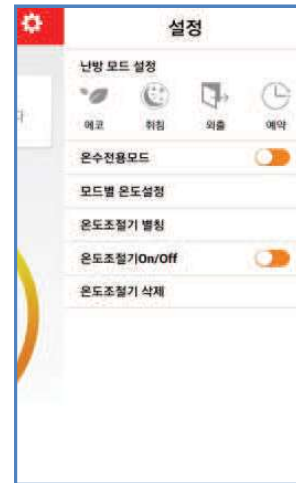 설정
난방 모드 설정
에코 취침 외출 예약
온수전용모드
모드별 온도설정
온도조절기 별칭
온도조절기On/Off
온도조절기 삭제